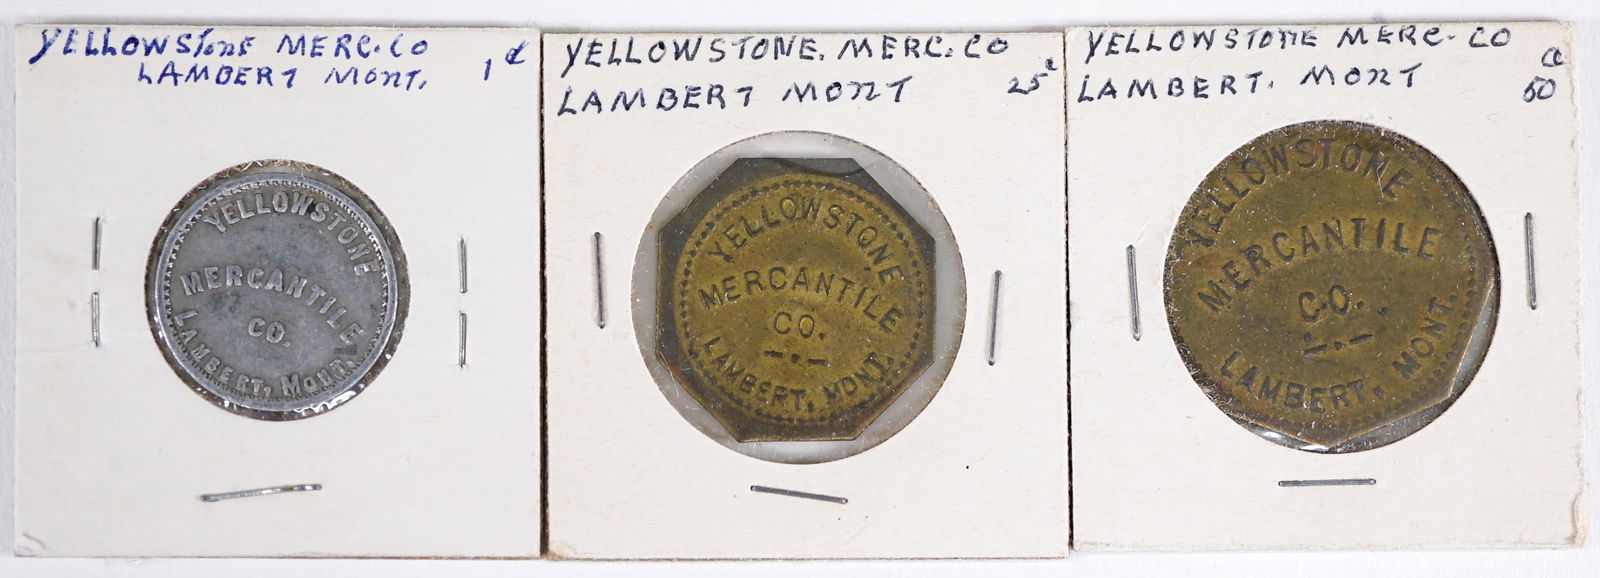 YELLOWSTONE MERC. CO
LAMBERT MONT. 1¢
YELLOWSTONE
MERCANTILE
CO.
LAMBERT, MONT.
YELLOWSTONE. MERC. CO
LAMBERT MONT 25¢
YELLOWSTONE
MERCANTILE
CO.
LAMBERT, MONT.
YELLOWSTONE MERC. CO
LAMBERT. MONT 50¢
YELLOWSTONE
MERCANTILE
CO.
LAMBERT, MONT.